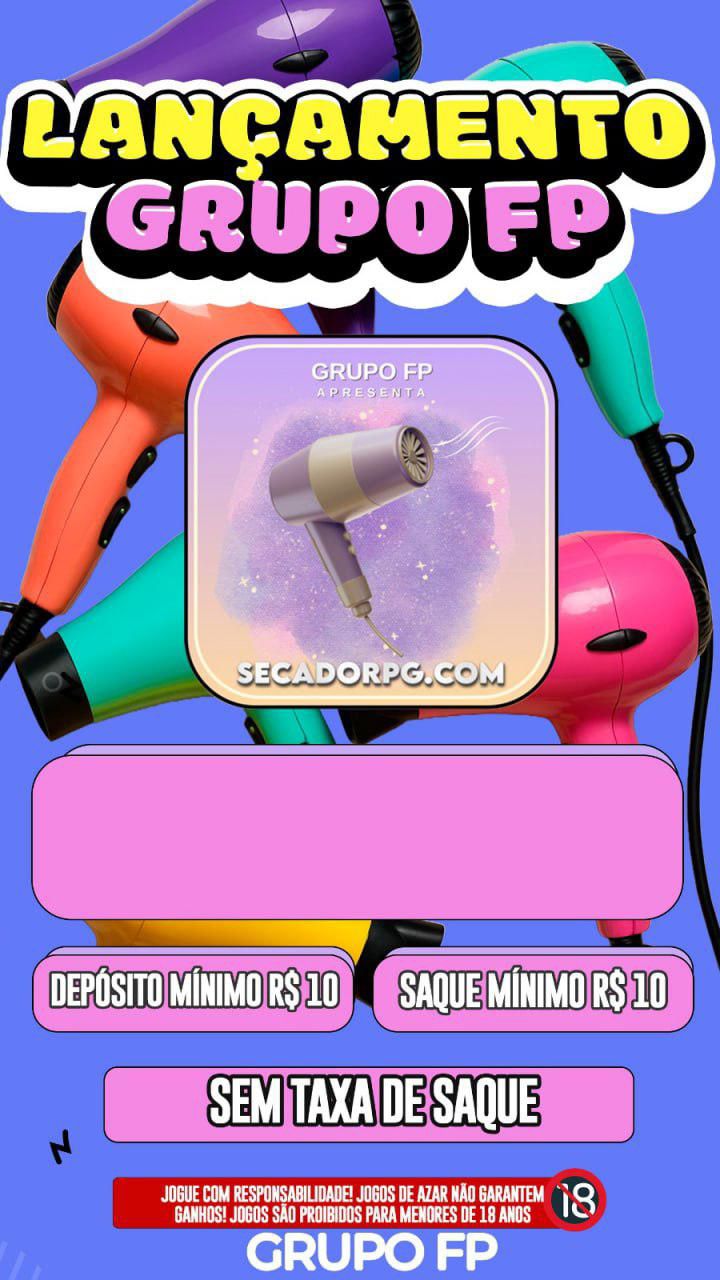 LANÇAMENTO
GRUPO FP
GRUPO FP
APRESENTA
SECADORPG.COM
DEPÓSITO MÍNIMO R$ 10
SAQUE MÍNIMO R$ 10
SEM TAXA DE SAQUE
JOGUE COM RESPONSABILIDADE! JOGOS DE AZAR NÃO GARANTEM
GANHOS! JOGOS SÃO PROIBIDOS PARA MENORES DE 18 ANOS
18
GRUPO FP